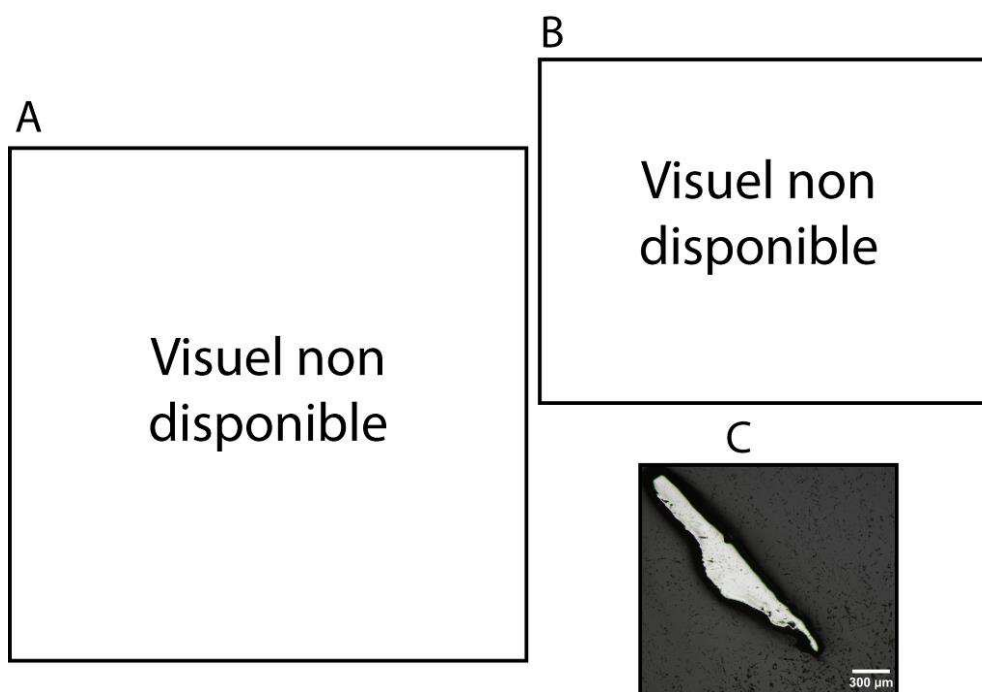 A
Visuel non
disponible
B
Visuel non
disponible
C
300 µm